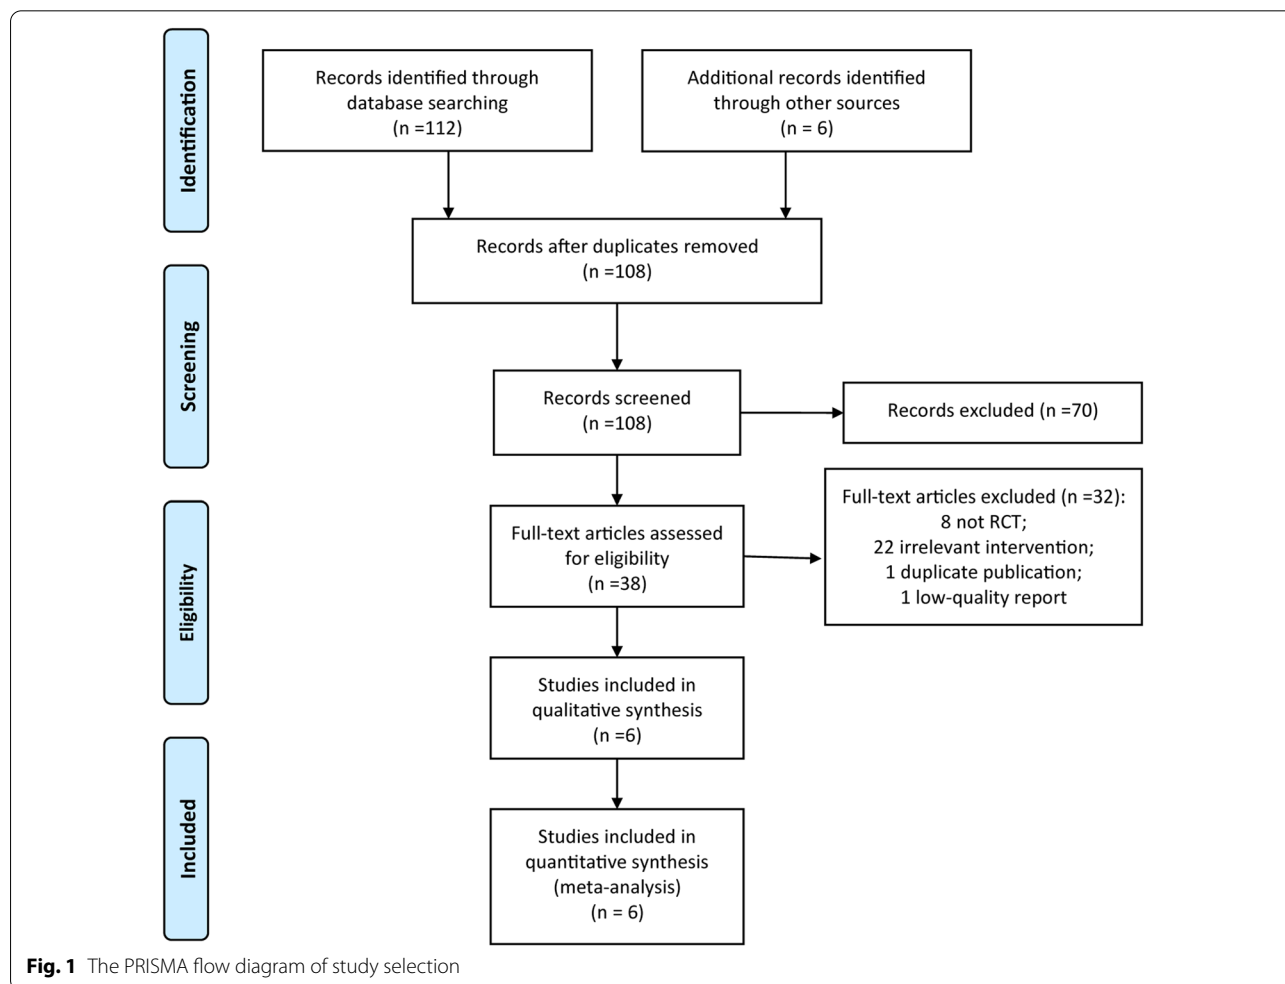 Identification
Records identified through
database searching
(n =112)
Additional records identified
through other sources
(n = 6)
Records after duplicates removed
(n =108)
Screening
Records screened
(n =108)
Records excluded (n =70)
Eligibility
Full-text articles assessed
for eligibility
(n =38)
Full-text articles excluded (n =32):
8 not RCT;
22 irrelevant intervention;
1 duplicate publication;
1 low-quality report
Studies included in
qualitative synthesis
(n =6)
Included
Studies included in
quantitative synthesis
(meta-analysis)
(n = 6)
Fig. 1 The PRISMA flow diagram of study selection